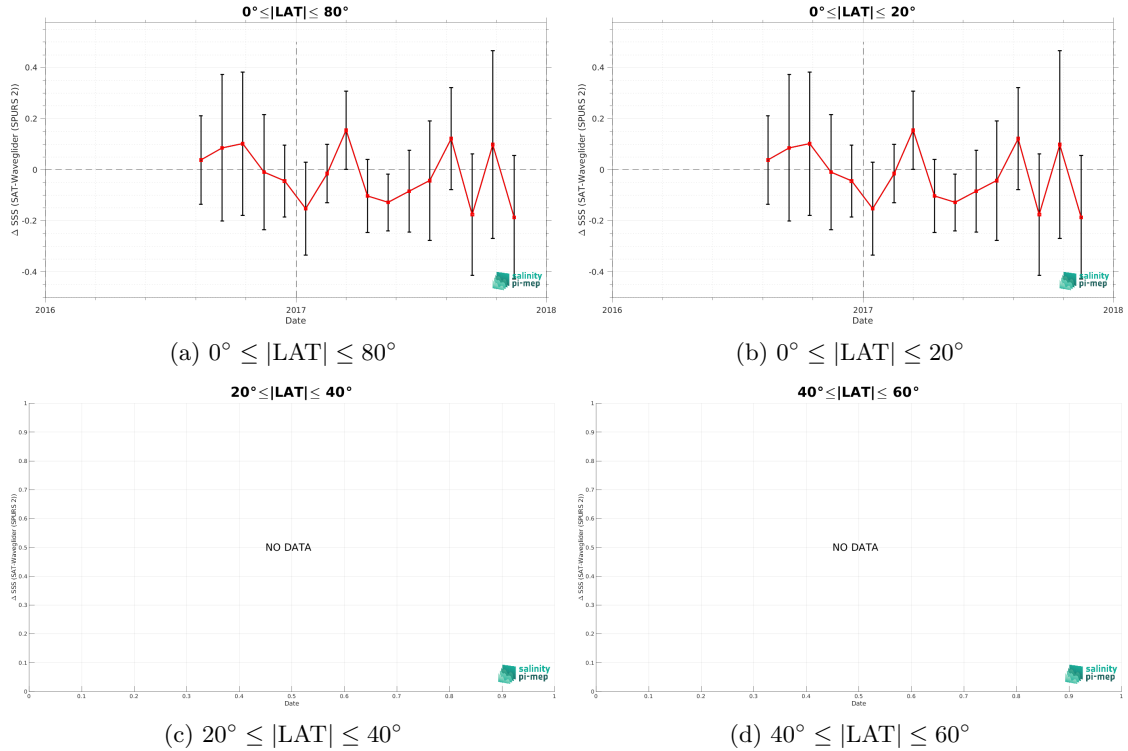 0°≤|LAT|≤ 80°
Δ SSS (SAT-Waveglider (SPURS 2))
0.4
0.2
0
-0.2
-0.4
2016
2017
2018
Date
salinity
pi-mep
(a) 0° ≤ |LAT| ≤ 80°
0°≤|LAT|≤ 20°
Δ SSS (SAT-Waveglider (SPURS 2))
0.4
0.2
0
-0.2
-0.4
2016
2017
2018
Date
salinity
pi-mep
(b) 0° ≤ |LAT| ≤ 20°
20°≤|LAT|≤ 40°
Δ SSS (SAT-Waveglider (SPURS 2))
1
0.9
0.8
0.7
0.6
0.5
0.4
0.3
0.2
0.1
0
NO DATA
0 0.1 0.2 0.3 0.4 0.5 0.6 0.7 0.8 0.9 1
Date
salinity
pi-mep
(c) 20° ≤ |LAT| ≤ 40°
40°≤|LAT|≤ 60°
Δ SSS (SAT-Waveglider (SPURS 2))
1
0.9
0.8
0.7
0.6
0.5
0.4
0.3
0.2
0.1
0
NO DATA
0 0.1 0.2 0.3 0.4 0.5 0.6 0.7 0.8 0.9 1
Date
salinity
pi-mep
(d) 40° ≤ |LAT| ≤ 60°